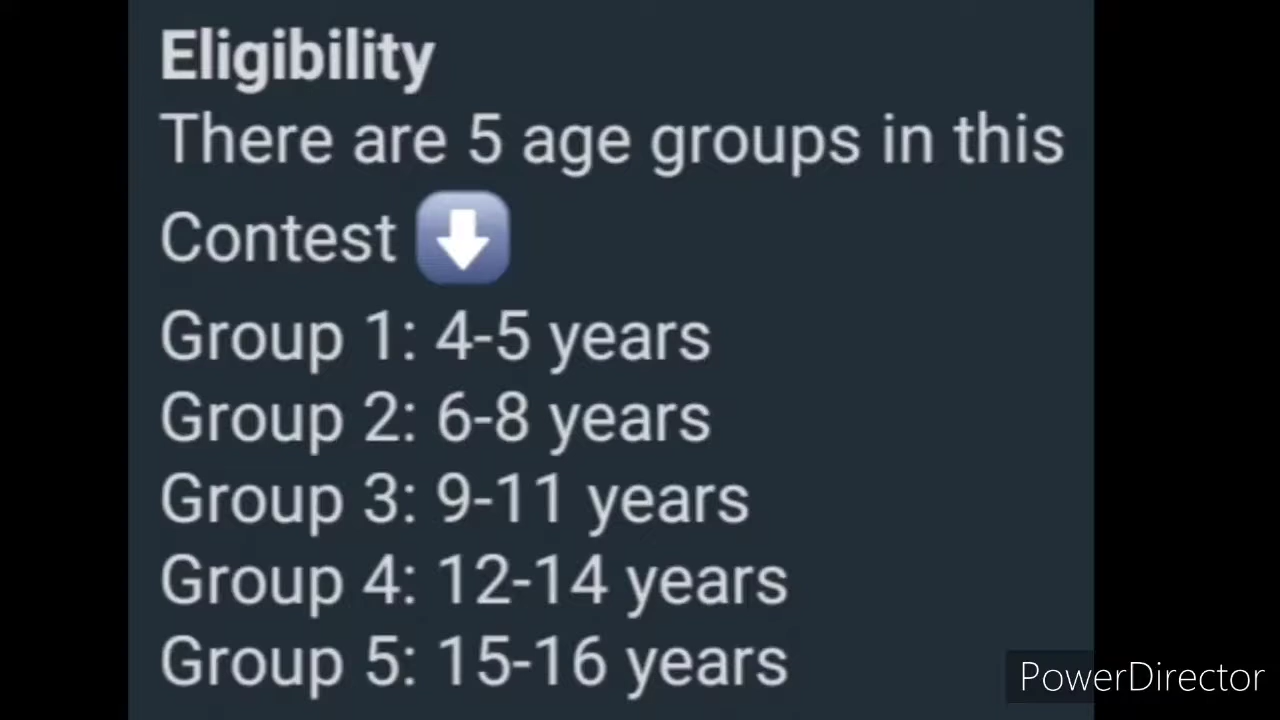 Eligibility
There are 5 age groups in this
Contest ⬇️
Group 1: 4-5 years
Group 2: 6-8 years
Group 3: 9-11 years
Group 4: 12-14 years
Group 5: 15-16 years
PowerDirector